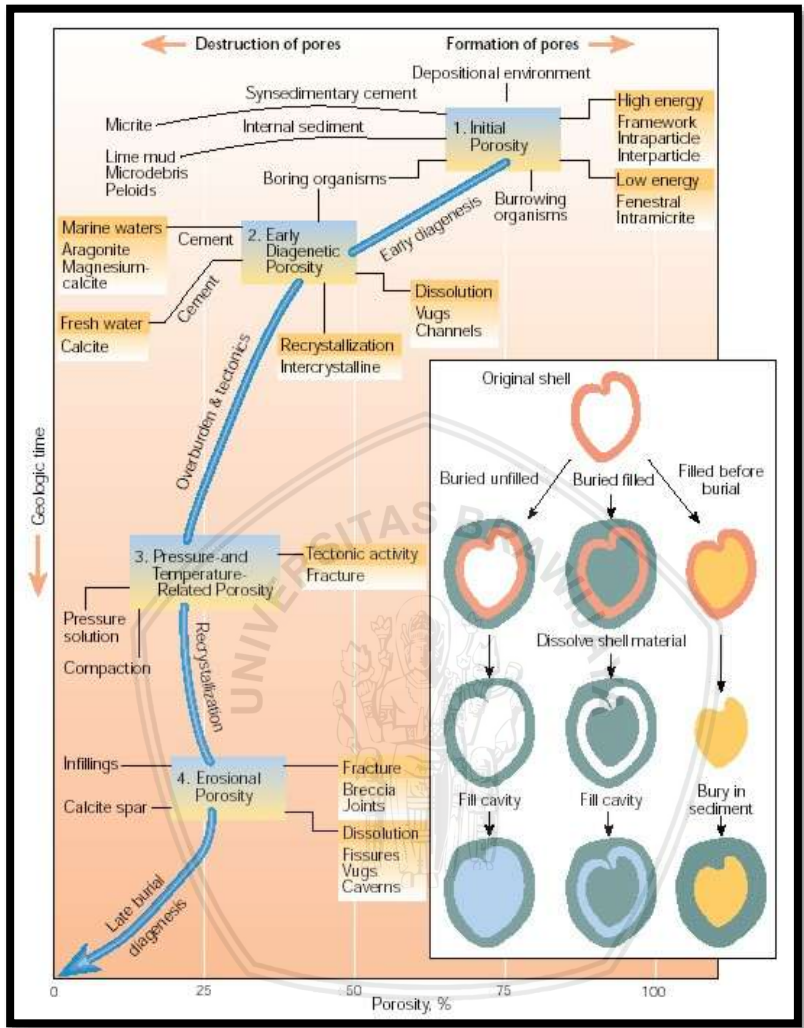 Destruction of pores
Formation of pores
Depositional environment
Synsedimentary cement
Micrite
Internal sediment
Lime mud
Microdebris
Peloids
1. Initial
Porosity
High energy
Framework
Intraparticle
Interparticle
Low energy
Fenestral
Intramicrite
Boring organisms
Burrowing
organisms
Early diagenesis
Marine waters
Aragonite
Magnesium-
calcite
Cement
2. Early
Diagenetic
Porosity
Cement
Fresh water
Calcite
Dissolution
Vugs
Channels
Recrystallization
Intercrystalline
Overburden & tectonics
Geologic time
3. Pressure-and
Temperature-
Related Porosity
Tectonic activity
Fracture
Pressure
solution
Compaction
Recrystallization
Infillings
Calcite spar
4. Erosional
Porosity
Fracture
Breccia
Joints
Dissolution
Fissures
Vugs
Caverns
Late burial
diagenesis
Original shell
Buried unfilled
Buried filled
Filled before
burial
Dissolve shell material
Fill cavity
Fill cavity
Bury in
sediment
0
25
50
75
100
Porosity, %
UNIVERSITAS BRAWIJAYA